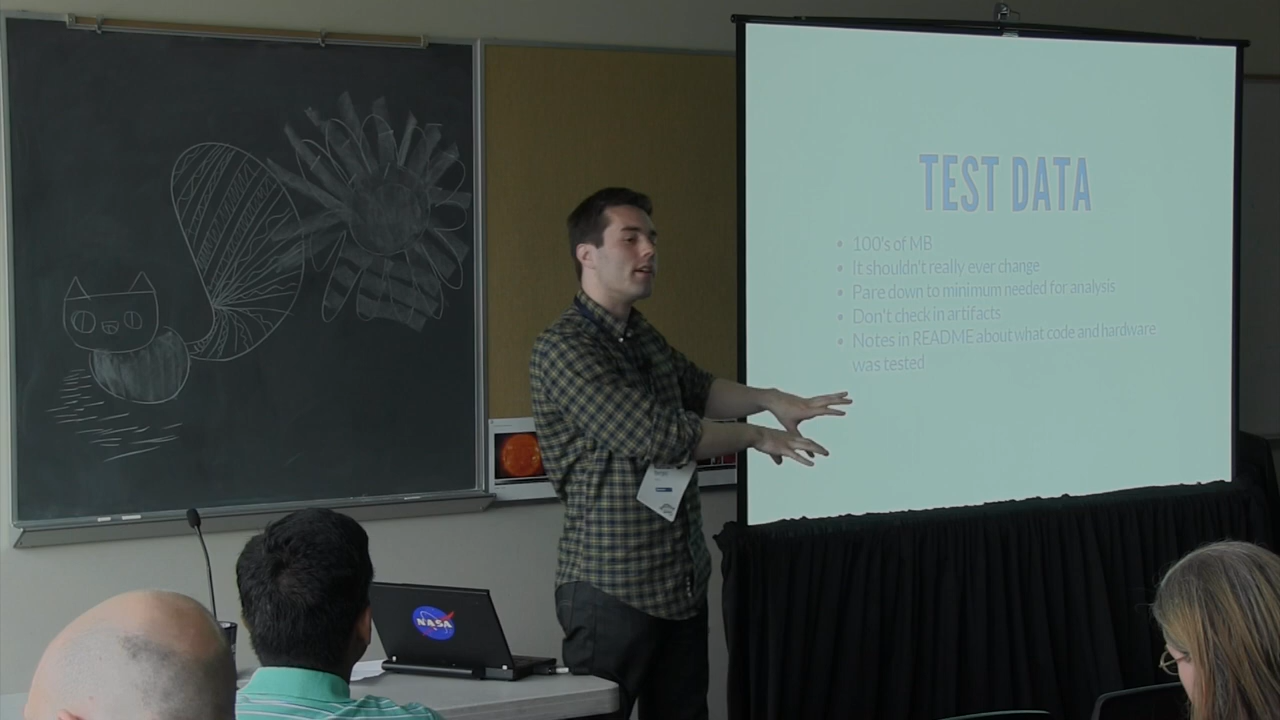 TEST DATA
100's of MB
It shouldn't really ever change
Pare down to minimum needed for analysis
Don't check in artifacts
Notes in README about what code and hardware
was tested
NASA